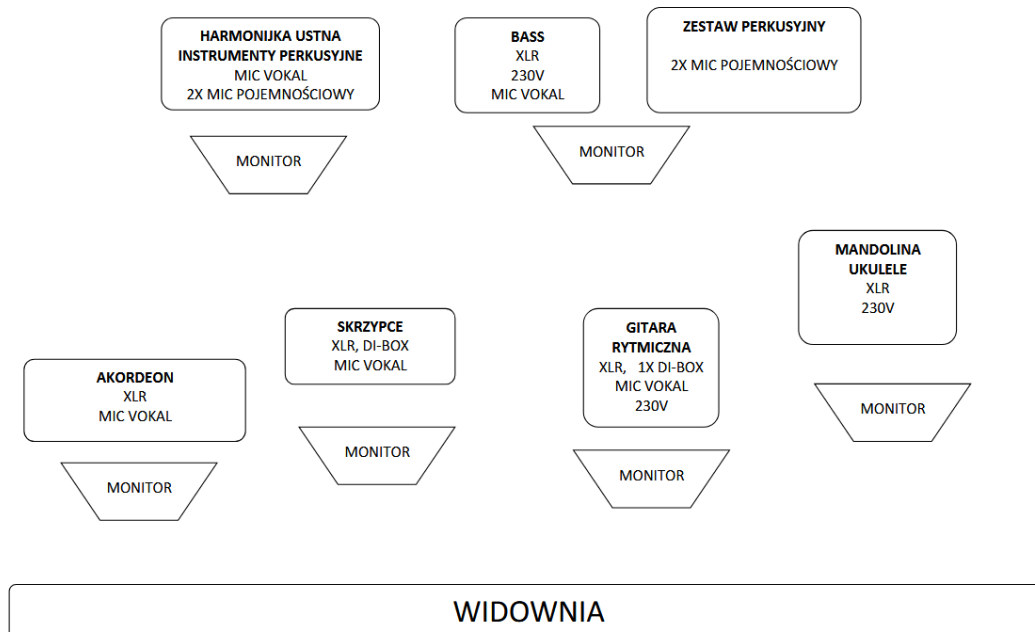 HARMONIJKA USTNA
INSTRUMENTY PERKUSYJNE
MIC VOKAL
2X MIC POJEMNOŚCIOWY
BASS
XLR
230V
MIC VOKAL
ZESTAW PERKUSYJNY
2X MIC POJEMNOŚCIOWY
MONITOR
MONITOR
MANDOLINA
UKULELE
XLR
230V
SKRZYPCE
XLR, DI-BOX
MIC VOKAL
GITARA
RYTMICZNA
XLR, 1X DI-BOX
MIC VOKAL
230V
AKORDEON
XLR
MIC VOKAL
MONITOR
MONITOR
MONITOR
MONITOR
WIDOWNIA